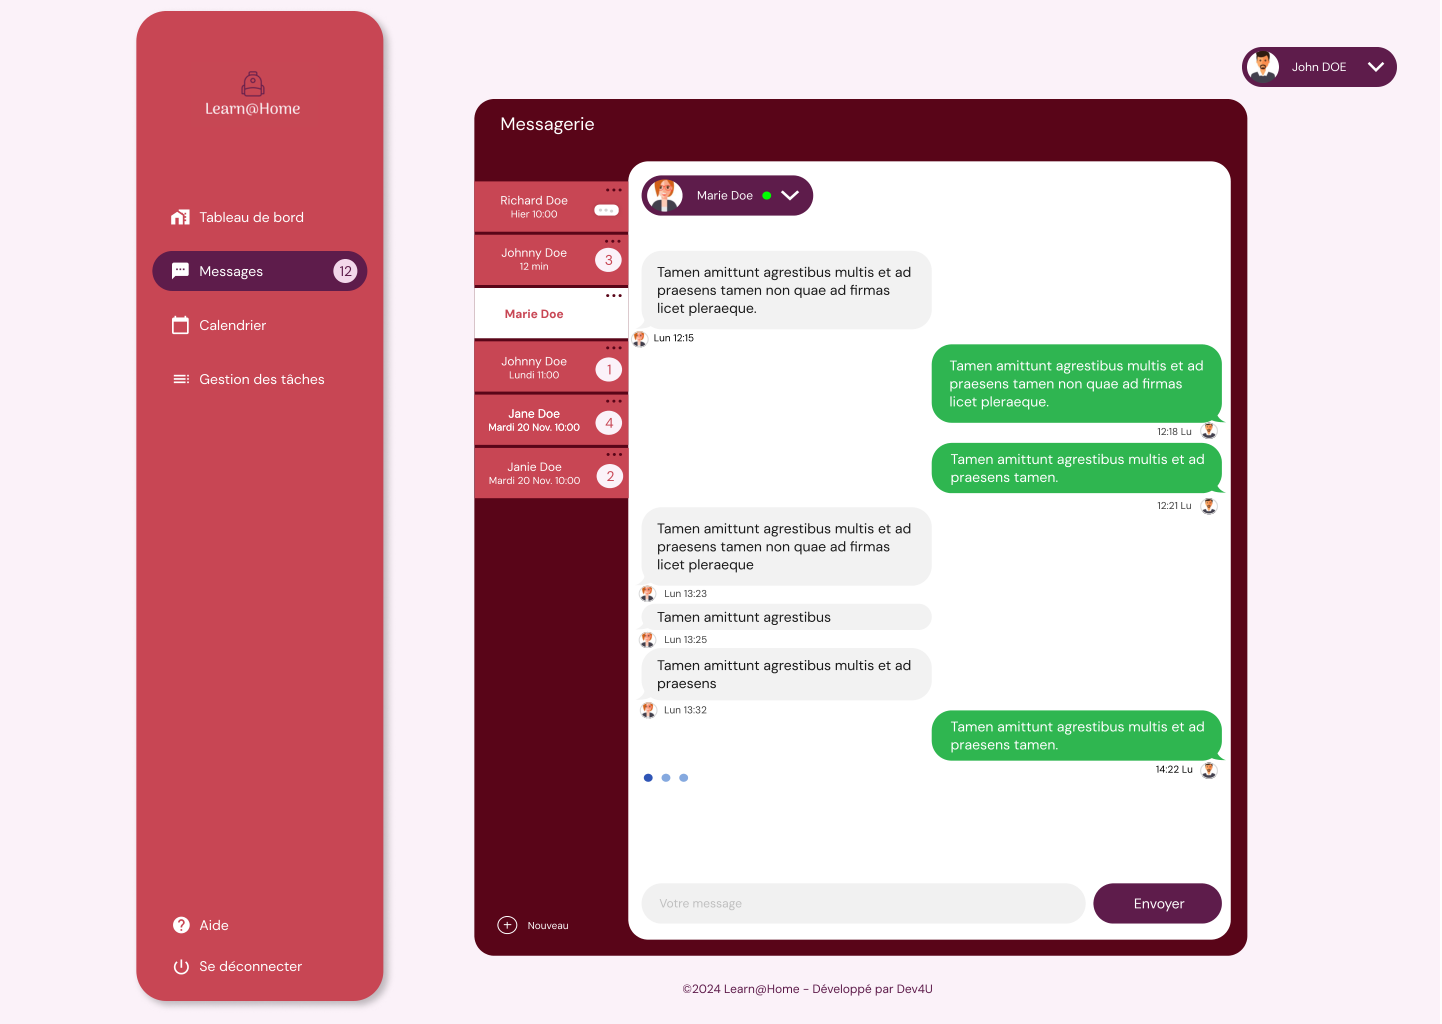 Learn@Home
Tableau de bord
Messages
12
Calendrier
Gestion des tâches
Aide
Se déconnecter
John DOE
Messagerie
Richard Doe
Hier 10:00
Johnny Doe
12 min
3
Marie Doe
Johnny Doe
Lundi 11:00
1
Jane Doe
Mardi 20 Nov. 10:00
4
Janie Doe
Mardi 20 Nov. 10:00
2
Nouveau
Marie Doe
Tamen amittunt agrestibus multis et ad
praesens tamen non quae ad firmas
licet pleraeque.
Lun 12:15
Tamen amittunt agrestibus multis et ad
praesens tamen non quae ad firmas
licet pleraeque.
12:18 Lu
Tamen amittunt agrestibus multis et ad
praesens tamen.
12:21 Lu
Tamen amittunt agrestibus multis et ad
praesens tamen non quae ad firmas
licet pleraeque
Lun 13:23
Tamen amittunt agrestibus
Lun 13:25
Tamen amittunt agrestibus multis et ad
praesens
Lun 13:32
Tamen amittunt agrestibus multis et ad
praesens tamen.
14:22 Lu
Votre message
Envoyer
©2024 Learn@Home - Développé par Dev4U